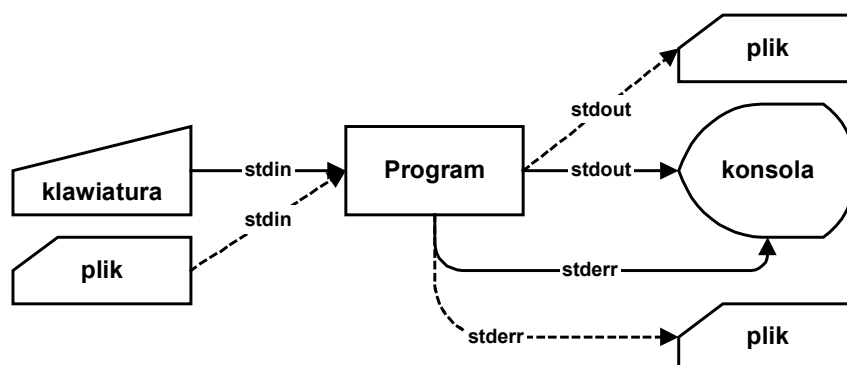 plik
stdout
klawiatura
stdin
Program
stdout
konsola
stdin
plik
stderr
stderr
plik